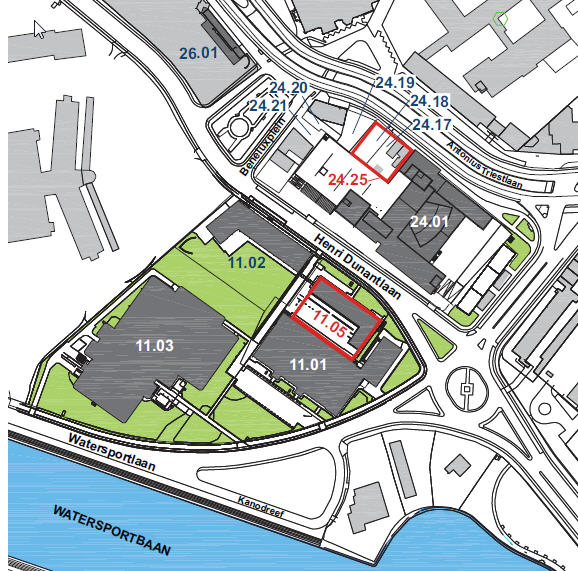 26.01
24.19
24.20
24.18
24.21
24.17
Beneluxplein
Antonius Triestlaan
24.25
24.01
Henri Dunantlaan
11.02
11.05
11.03
11.01
Watersportlaan
Kanodreef
WATERSPORTBAAN